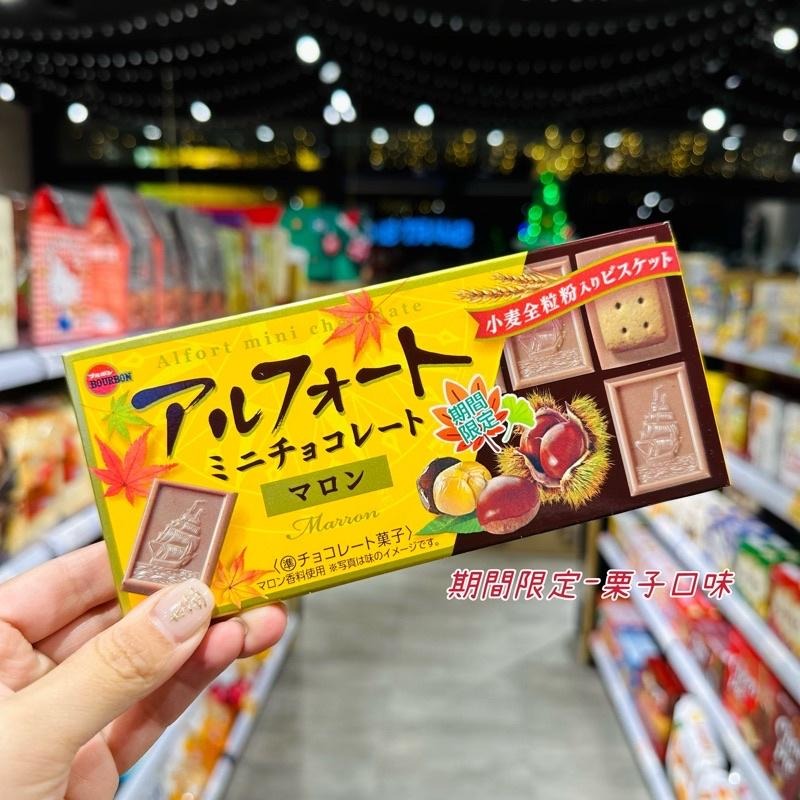 Alfort mini chocolate
ブルボン
BOURBON
アルフォート
ミニチョコレート
マロン
Marron
〈準チョコレート菓子〉
マロン香料使用 ※写真は味のイメージです。
小麦全粒粉入りビスケット
期間
限定
期間限定-栗子口味